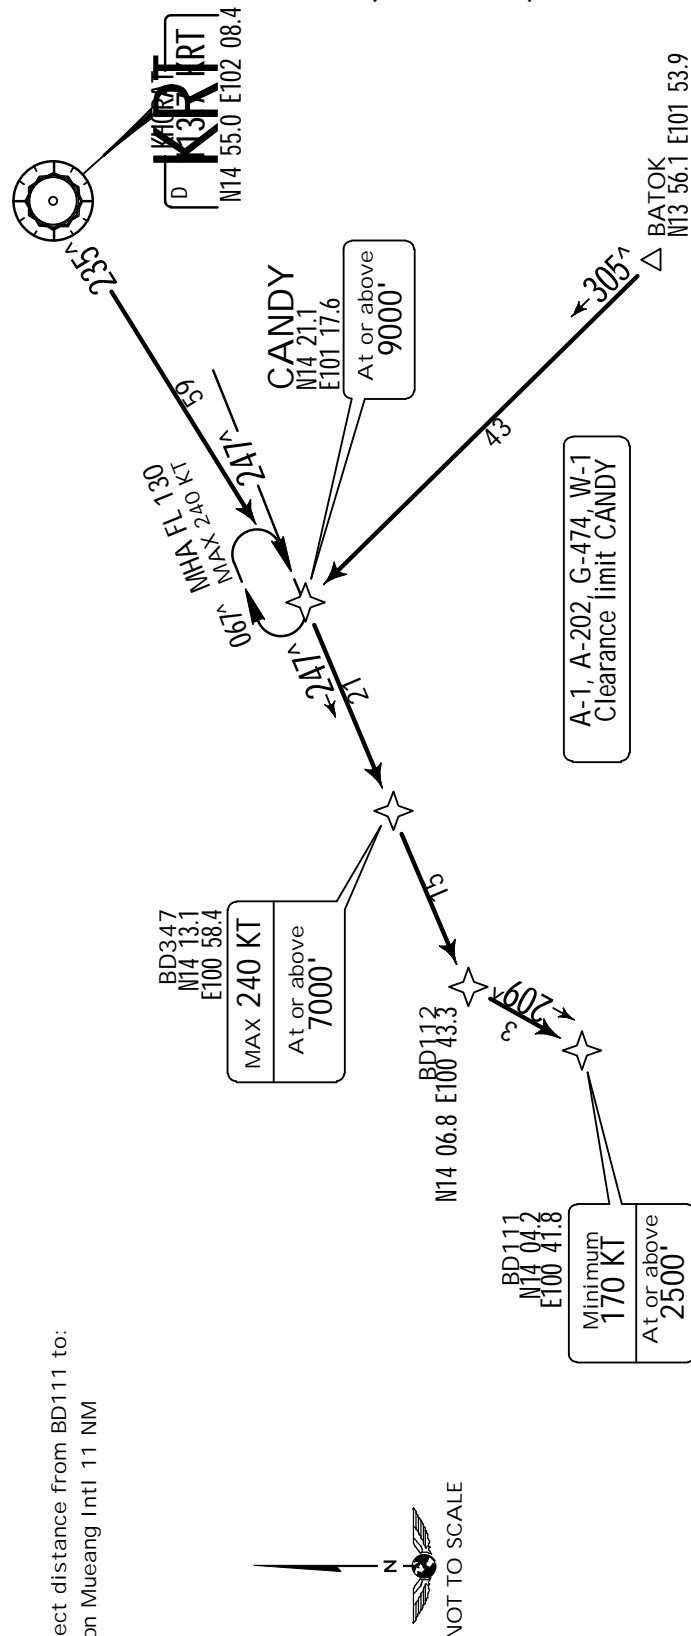 KHORAT
D
KRT
N14 55.0 E102 08.4
235^
59
MHA FL 130
MAX 240 KT
067^
247^
CANDY
N14 21.1
E101 17.6
At or above
9000'
305^
43
BATOK
N13 56.1 E101 53.9
247^
21
A-1, A-202, G-474, W-1
Clearance limit CANDY
BD347
N14 13.1
E100 58.4
MAX 240 KT
At or above
7000'
15
BD112
N14 06.8 E100 43.3
209^
3
BD111
N14 04.2
E100 41.8
Minimum
170 KT
At or above
2500'
ect distance from BD111 to:
on Mueang Intl 11 NM
N
NOT TO SCALE